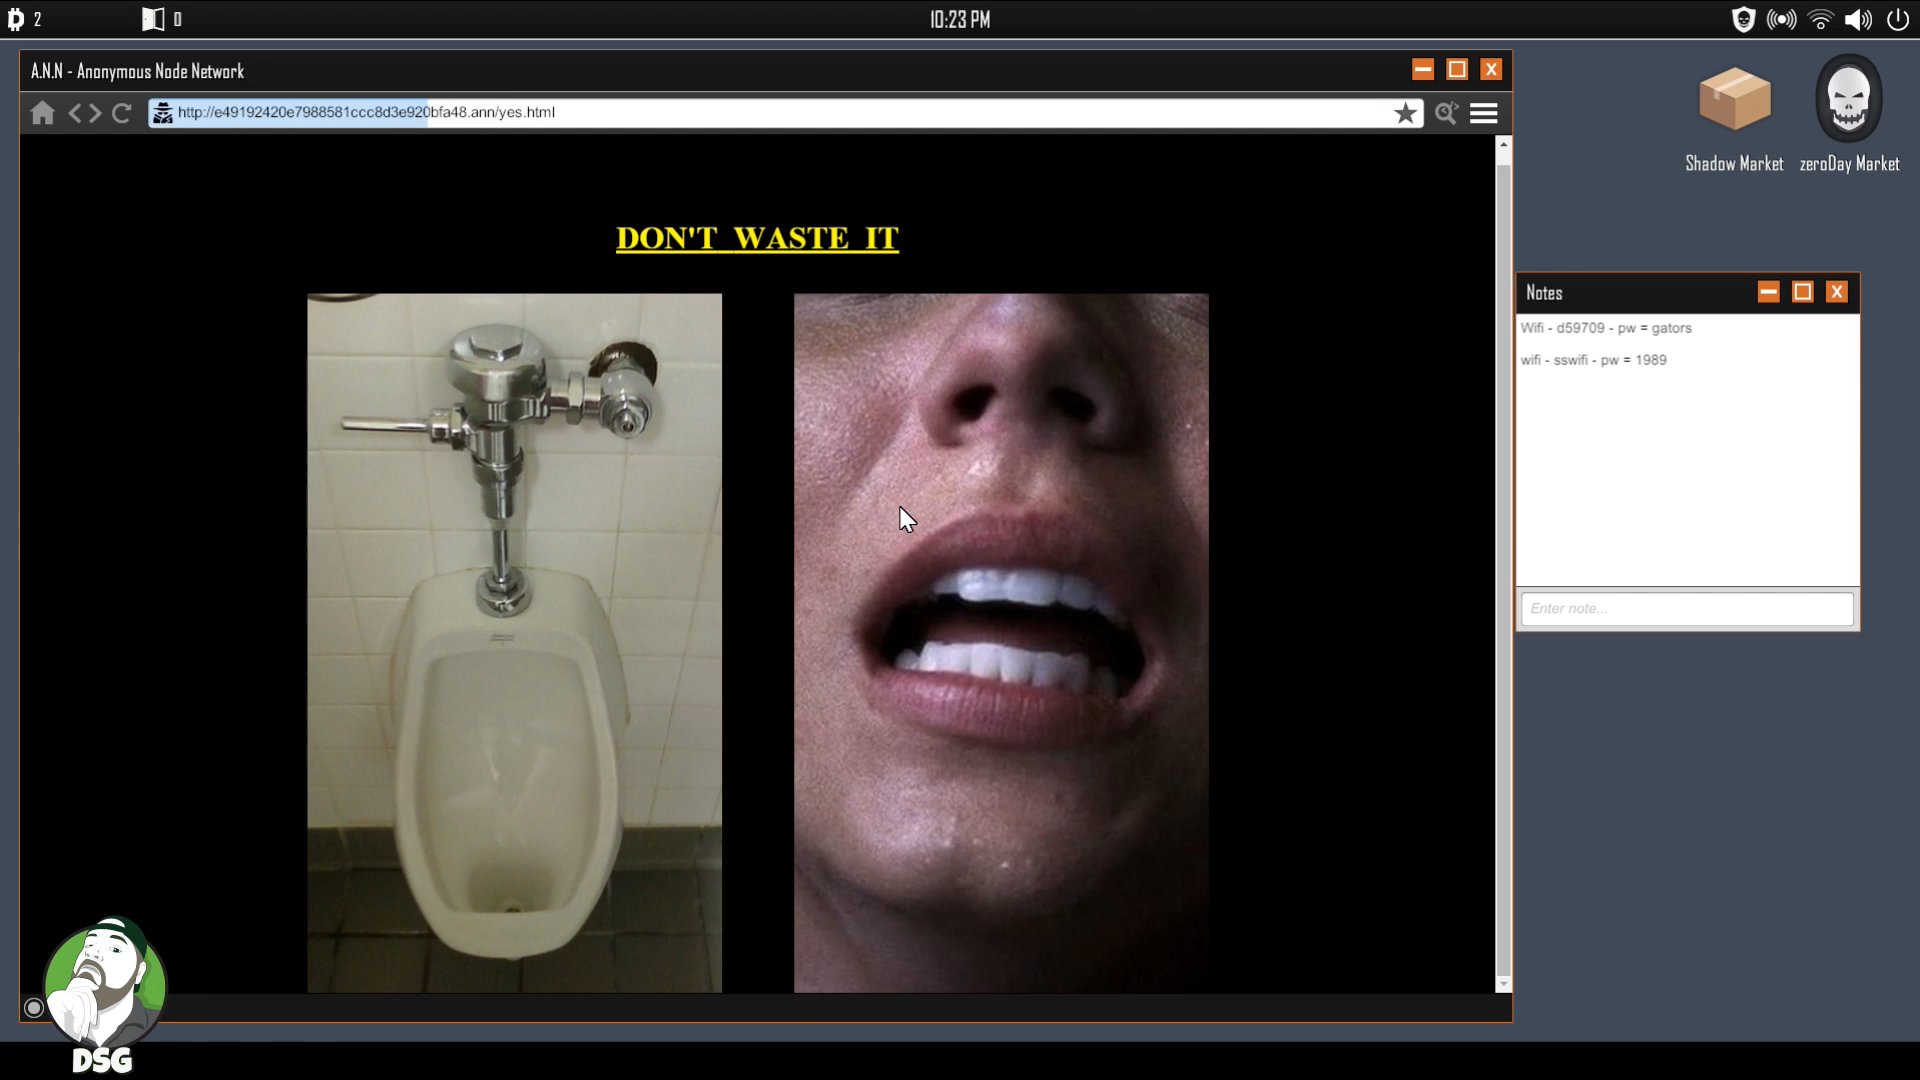 2
0
10:23 PM
A.N.N - Anonymous Node Network
http://e49192420e7988581ccc8d3e920bfa48.ann/yes.html
Shadow Market
zeroDay Market
DON'T WASTE IT
Notes
Wifi - d59709 - pw = gators
wifi - sswifi - pw = 1989
Enter note...
DSG